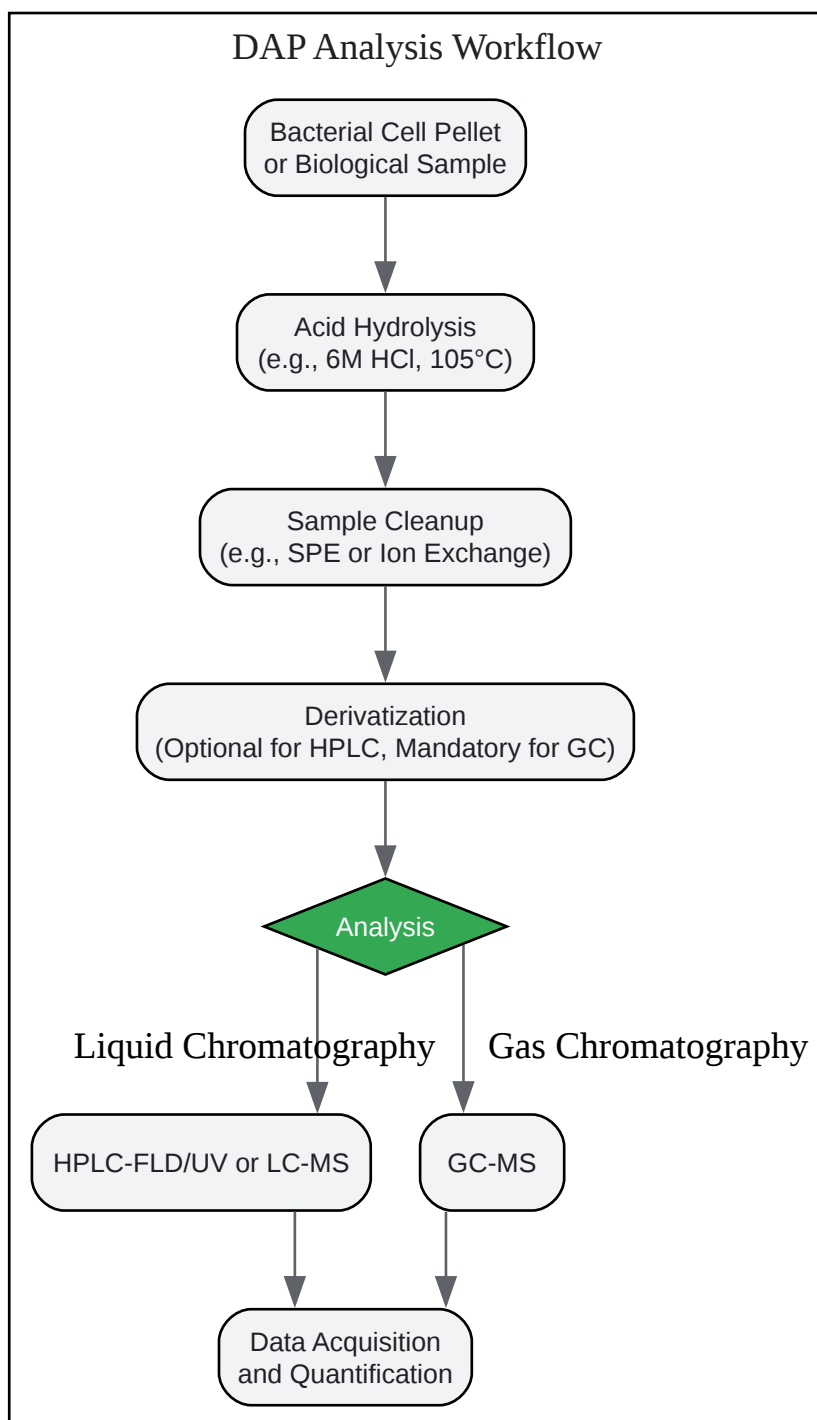 DAP Analysis Workflow
Bacterial Cell Pellet
or Biological Sample
Acid Hydrolysis
(e.g., 6M HCl, 105°C)
Sample Cleanup
(e.g., SPE or Ion Exchange)
Derivatization
(Optional for HPLC, Mandatory for GC)
Analysis
Liquid Chromatography
Gas Chromatography
HPLC-FLD/UV or LC-MS
GC-MS
Data Acquisition
and Quantification